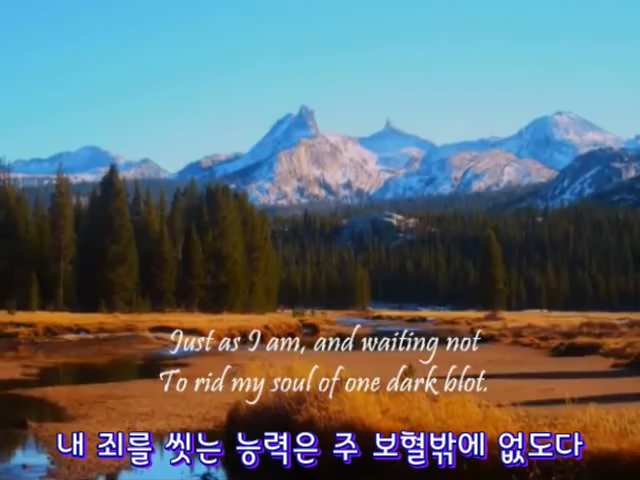 Just as I am, and waiting not
To rid my soul of one dark blot.
내 죄를 씻는 능력은 주 보혈밖에 없도다